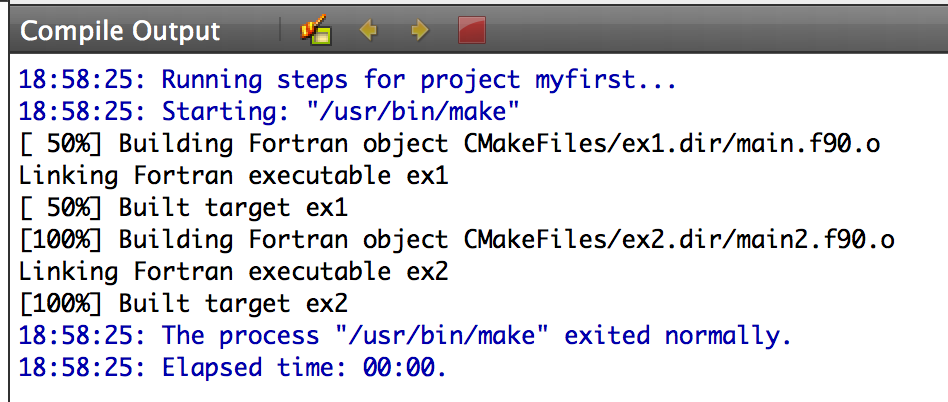 Compile Output
18:58:25: Running steps for project myfirst...
18:58:25: Starting: "/usr/bin/make"
[ 50%] Building Fortran object CMakeFiles/ex1.dir/main.f90.o
Linking Fortran executable ex1
[ 50%] Built target ex1
[100%] Building Fortran object CMakeFiles/ex2.dir/main2.f90.o
Linking Fortran executable ex2
[100%] Built target ex2
18:58:25: The process "/usr/bin/make" exited normally.
18:58:25: Elapsed time: 00:00.